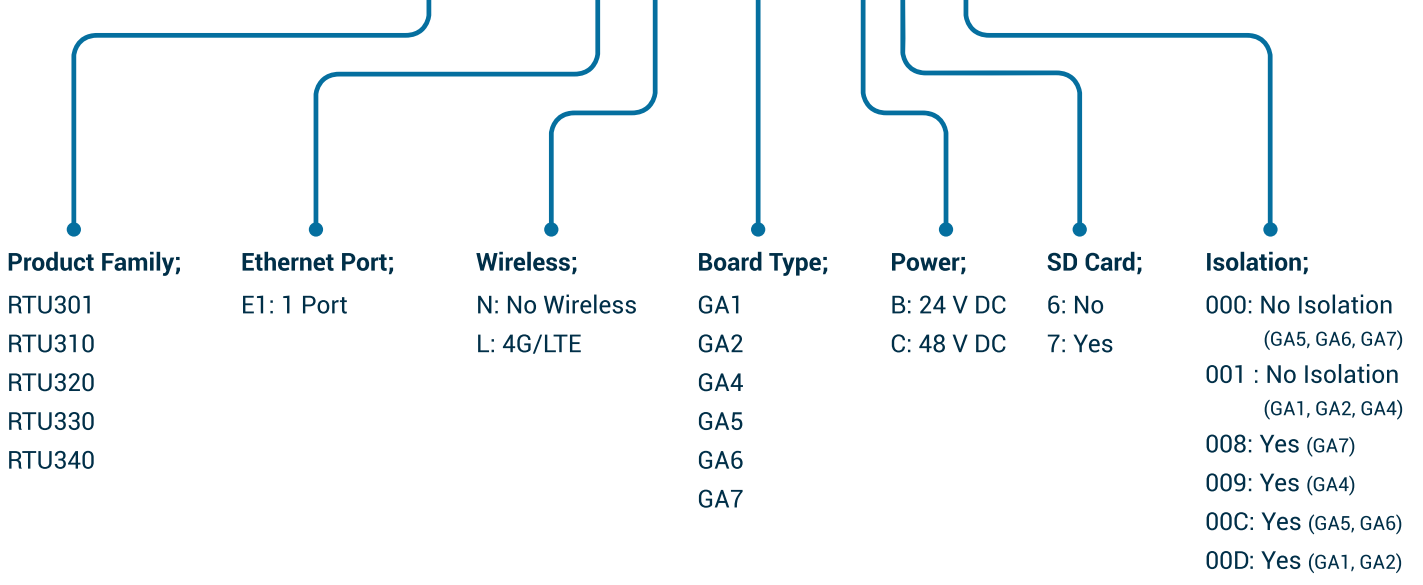 Product Family;
RTU301
RTU310
RTU320
RTU330
RTU340
Ethernet Port;
E1: 1 Port
Wireless;
N: No Wireless
L: 4G/LTE
Board Type;
GA1
GA2
GA4
GA5
GA6
GA7
Power;
B: 24 V DC
C: 48 V DC
SD Card;
6: No
7: Yes
Isolation;
000: No Isolation
(GA5, GA6, GA7)
001 : No Isolation
(GA1, GA2, GA4)
008: Yes (GA7)
009: Yes (GA4)
00C: Yes (GA5, GA6)
00D: Yes (GA1, GA2)